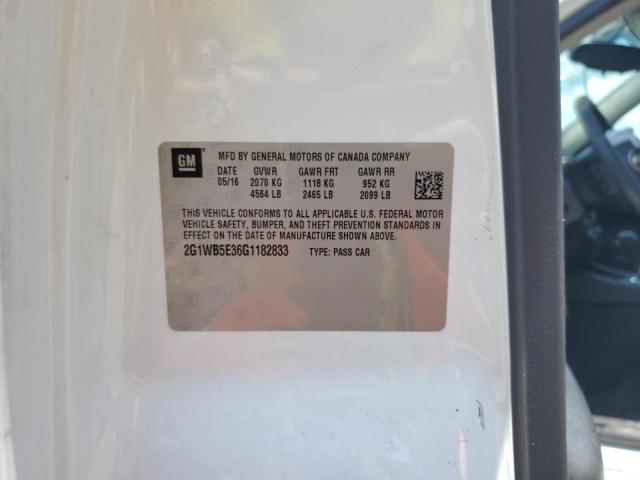 GM MFD BY GENERAL MOTORS OF CANADA COMPANY
DATE GVWR GAWR FRT GAWR RR
05/16 2070 KG 1118 KG 952 KG
4564 LB 2465 LB 2099 LB
THIS VEHICLE CONFORMS TO ALL APPLICABLE U.S. FEDERAL MOTOR
VEHICLE SAFETY, BUMPER, AND THEFT PREVENTION STANDARDS IN
EFFECT ON THE DATE OF MANUFACTURE SHOWN ABOVE.
2G1WB5E36G1182833 TYPE: PASS CAR